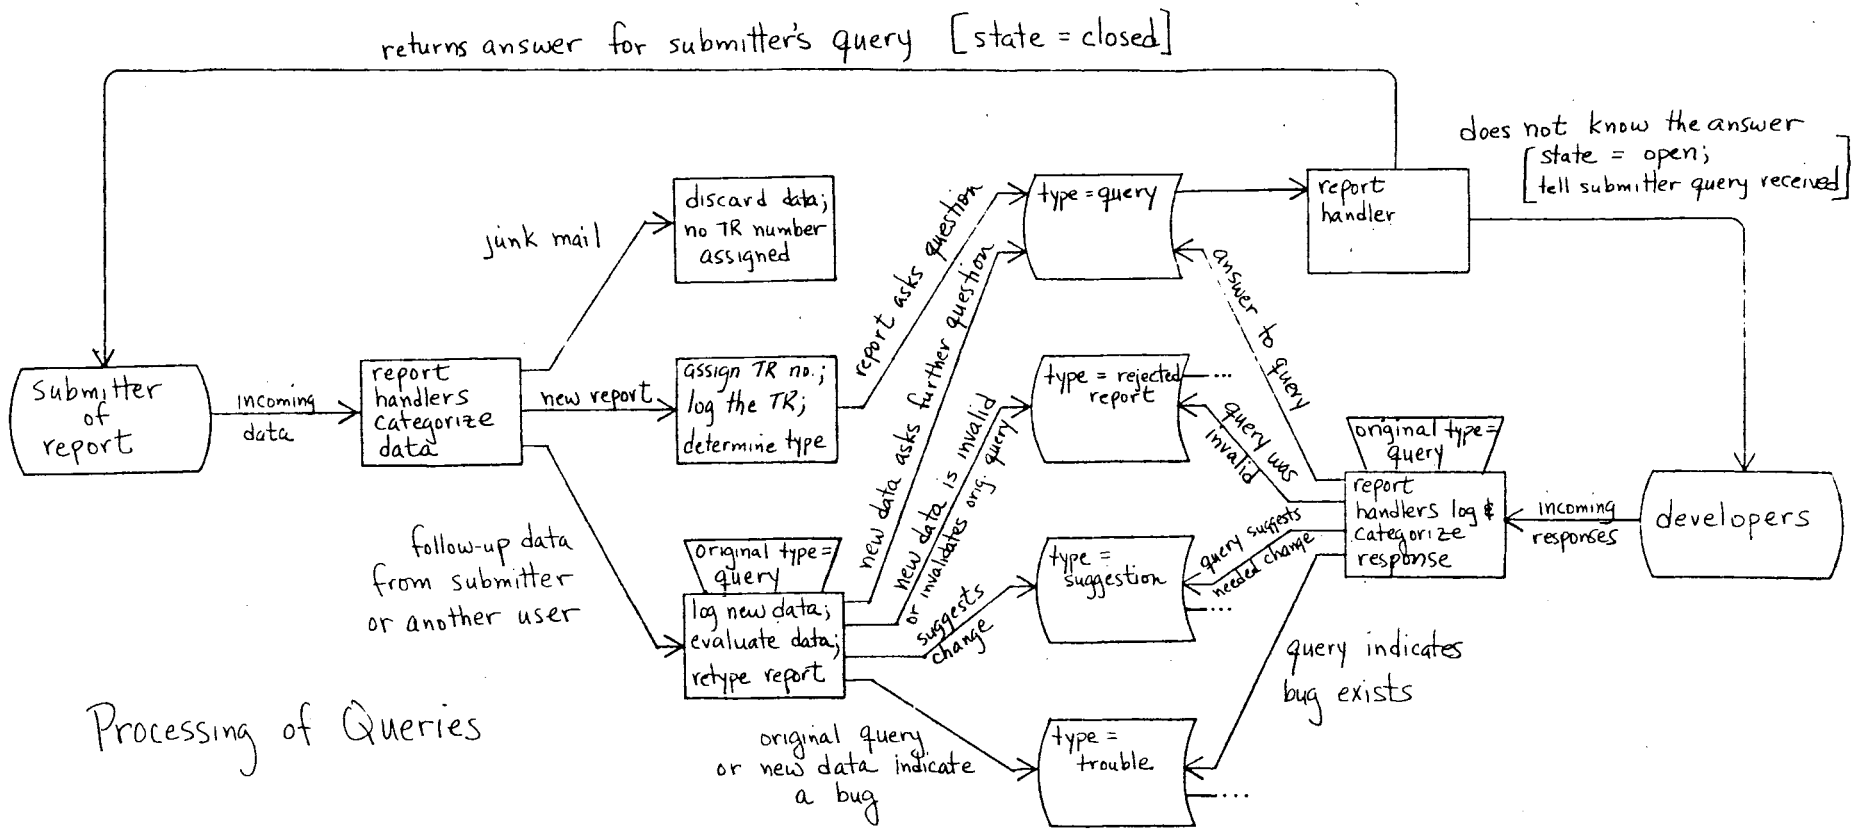 returns answer for submitter's query [state = closed]
does not know the answer
[state = open;
tell submitter query received]
junk mail
discard data;
no TR number
assigned
report asks question
type = query
report
handler
answer to query
submitter
of
report
incoming
data
report
handlers
categorize
data
new report
assign TR no.;
log the TR;
determine type
new data asks further question
type = rejected ...
report
new data is invalid
or invalidates orig. query
query was
invalid
original type =
query
report
handlers log &
categorize
response
incoming
responses
developers
follow-up data
from submitter
or another user
original type =
query
log new data;
evaluate data;
retype report
suggests
change
type =
suggestion
...
query suggests
needed change
query indicates
bug exists
original query
or new data indicate
a bug
type =
trouble
....
Processing of Queries